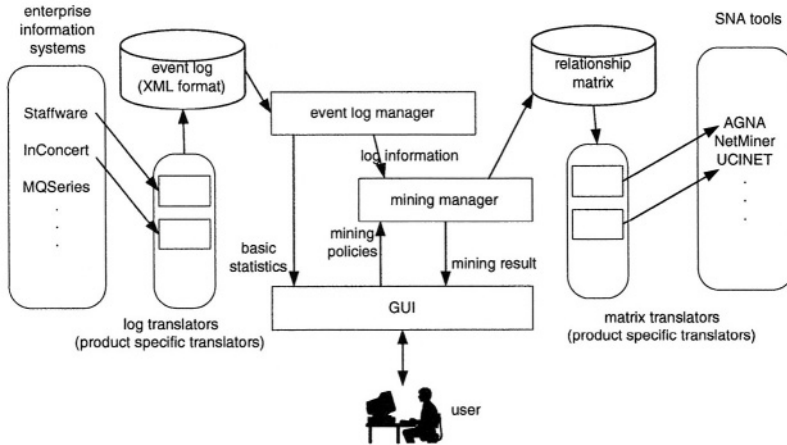 enterprise
information
systems
Staffware
InConcert
MQSeries
.
.
.
event log
(XML format)
log translators
(product specific translators)
event log manager
log information
mining manager
basic
statistics
mining
policies
mining result
GUI
user
relationship
matrix
matrix translators
(product specific translators)
SNA tools
AGNA
NetMiner
UCINET
.
.
.